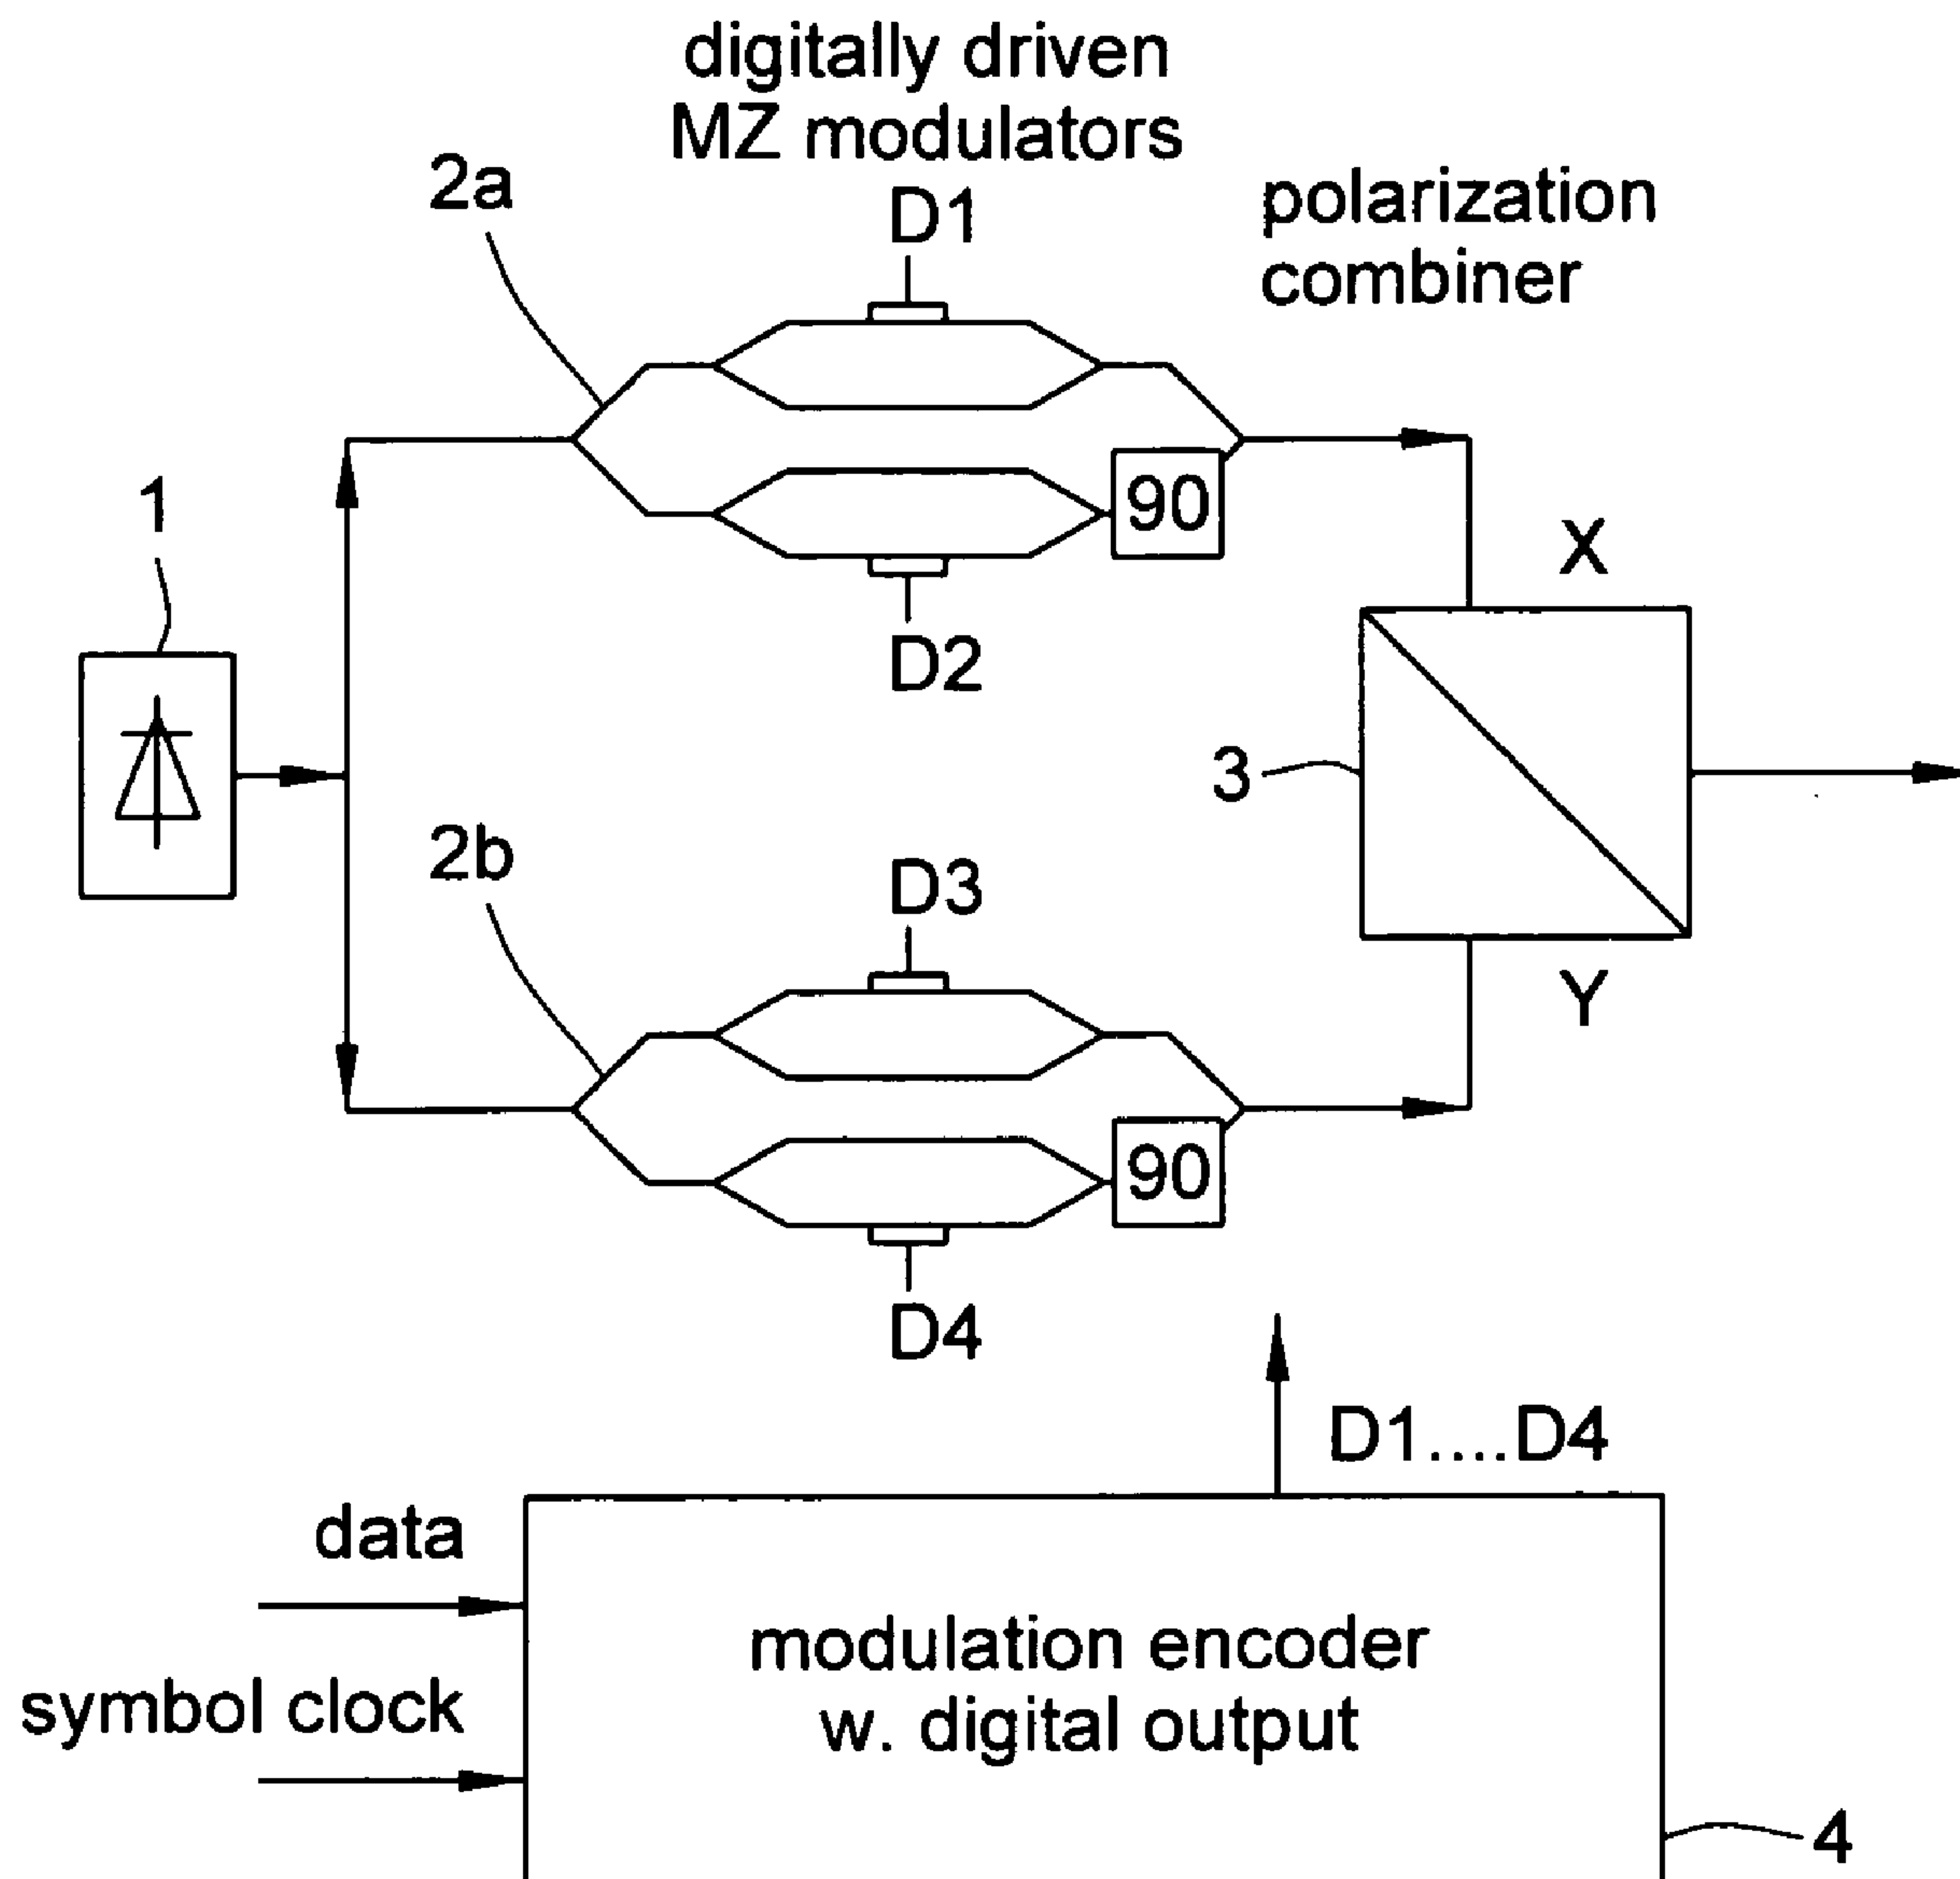 digitally driven
MZ modulators
2a
D1
polarization
combiner
1
90
X
D2
3
2b
D3
Y
90
D4
D1....D4
data
modulation encoder
w. digital output
symbol clock
4